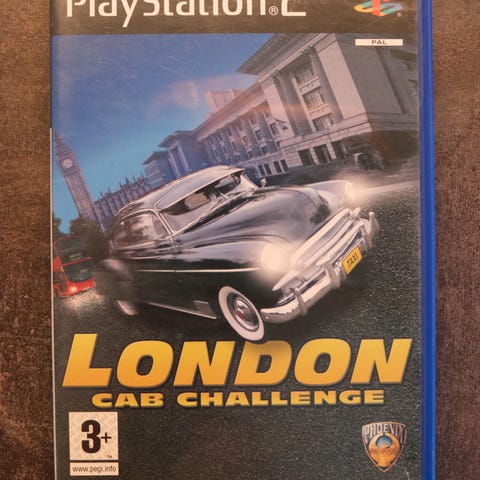 PlayStation®2
PAL
TAXI
LONDON
CAB CHALLENGE
3+
www.pegi.info
PHOENIX